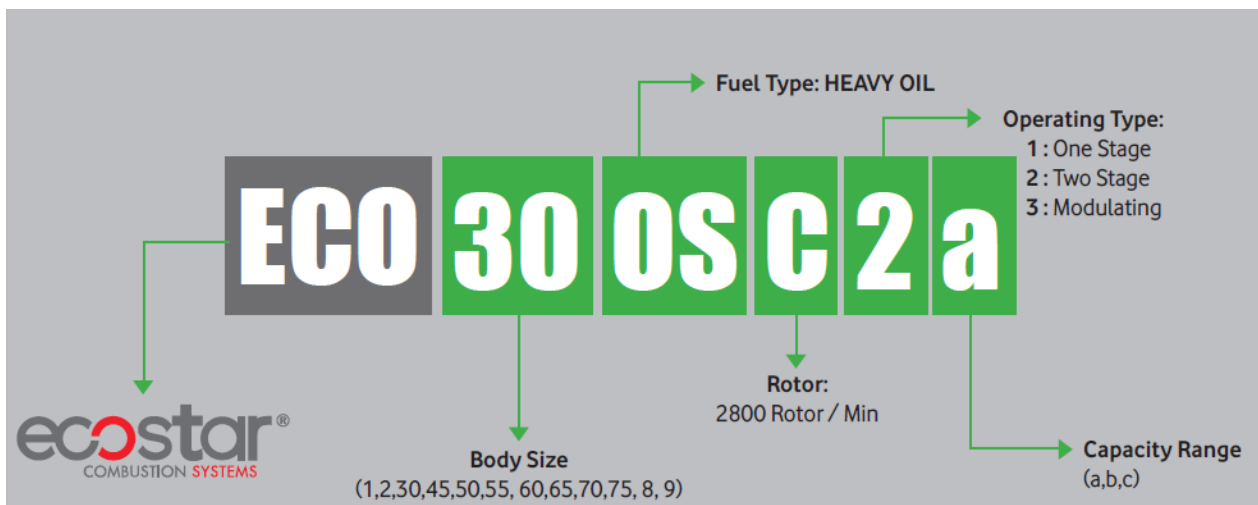 Fuel Type: HEAVY OIL
Operating Type:
1 : One Stage
2 : Two Stage
3 : Modulating
ECO 30 OS C 2 a
Rotor:
2800 Rotor / Min
ecostar®
COMBUSTION SYSTEMS
Body Size
(1,2,30,45,50,55, 60,65,70,75, 8, 9)
Capacity Range
(a,b,c)